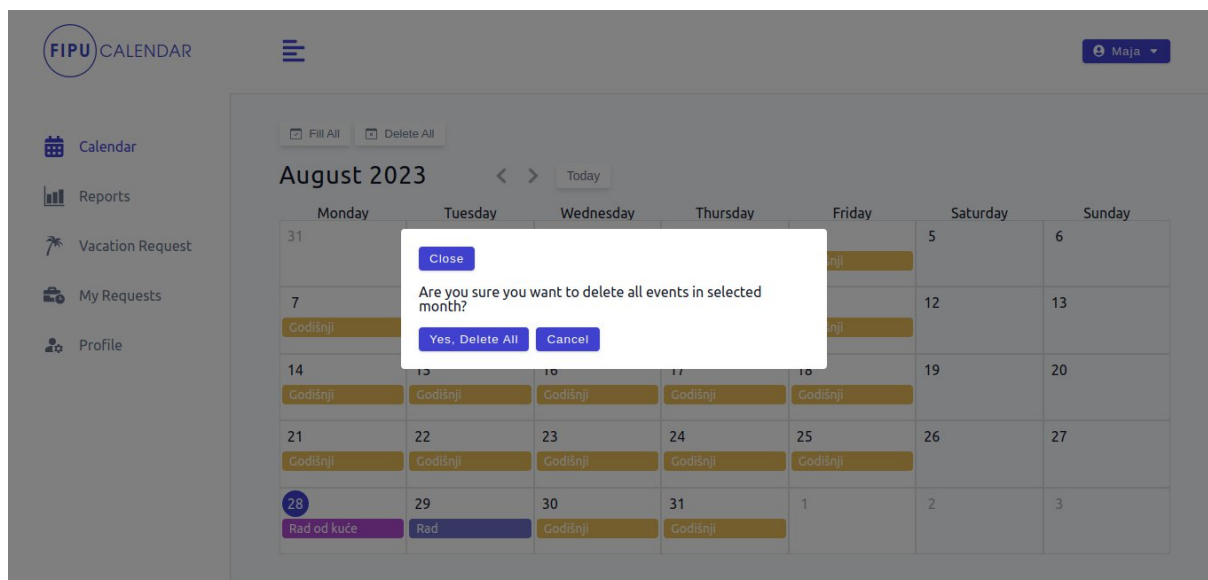 FIPU CALENDAR
Maja
Calendar
Reports
Vacation Request
My Requests
Profile
Fill All Delete All
August 2023 Today
Monday Tuesday Wednesday Thursday Friday Saturday Sunday
31 5 6
Close
Are you sure you want to delete all events in selected
month?
Yes, Delete All Cancel
7 12 13
Godišnji
14 15 16 17 18 19 20
Godišnji Godišnji Godišnji Godišnji Godišnji
21 22 23 24 25 26 27
Godišnji Godišnji Godišnji Godišnji Godišnji
28 29 30 31 1 2 3
Rad od kuće Rad Godišnji Godišnji